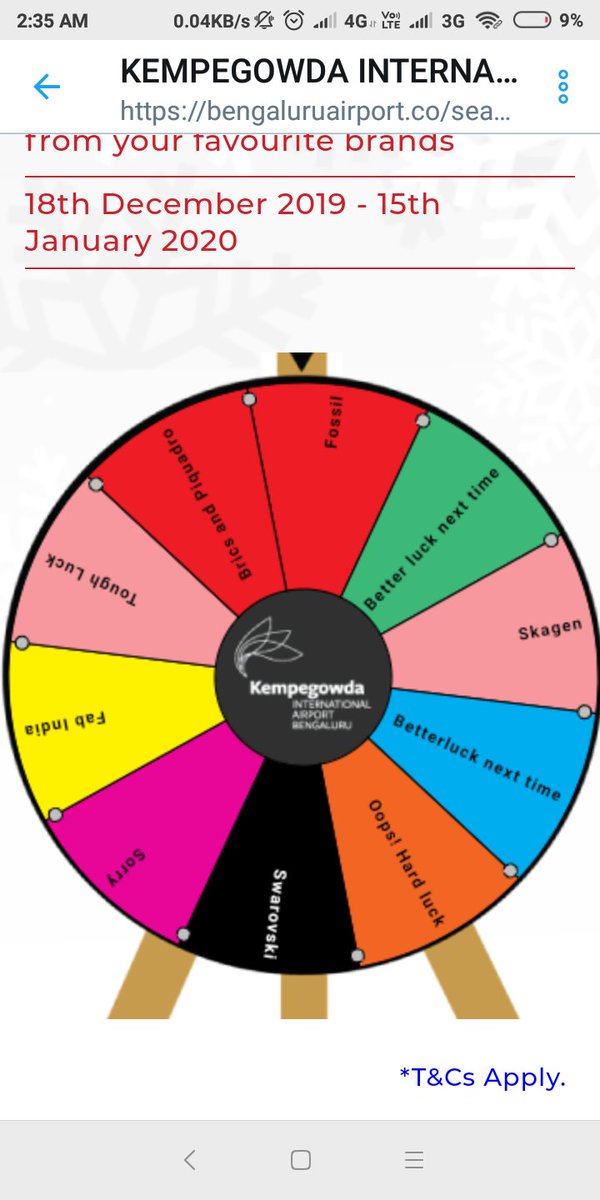 2:35 AM 0.04KB/s 4G Vo) LTE 3G 9%
KEMPEGOWDA INTERNA...
https://bengaluruairport.co/sea...
from your favourite brands
18th December 2019 - 15th
January 2020
Fossil
Better luck next time
Skagen
Betterluck next time
Oops! Hard luck
Swarovski
Sorry
Fab India
Tough Luck
Brics and Piquadro
Kempegowda
INTERNATIONAL
AIRPORT
BENGALURU
*T&Cs Apply.